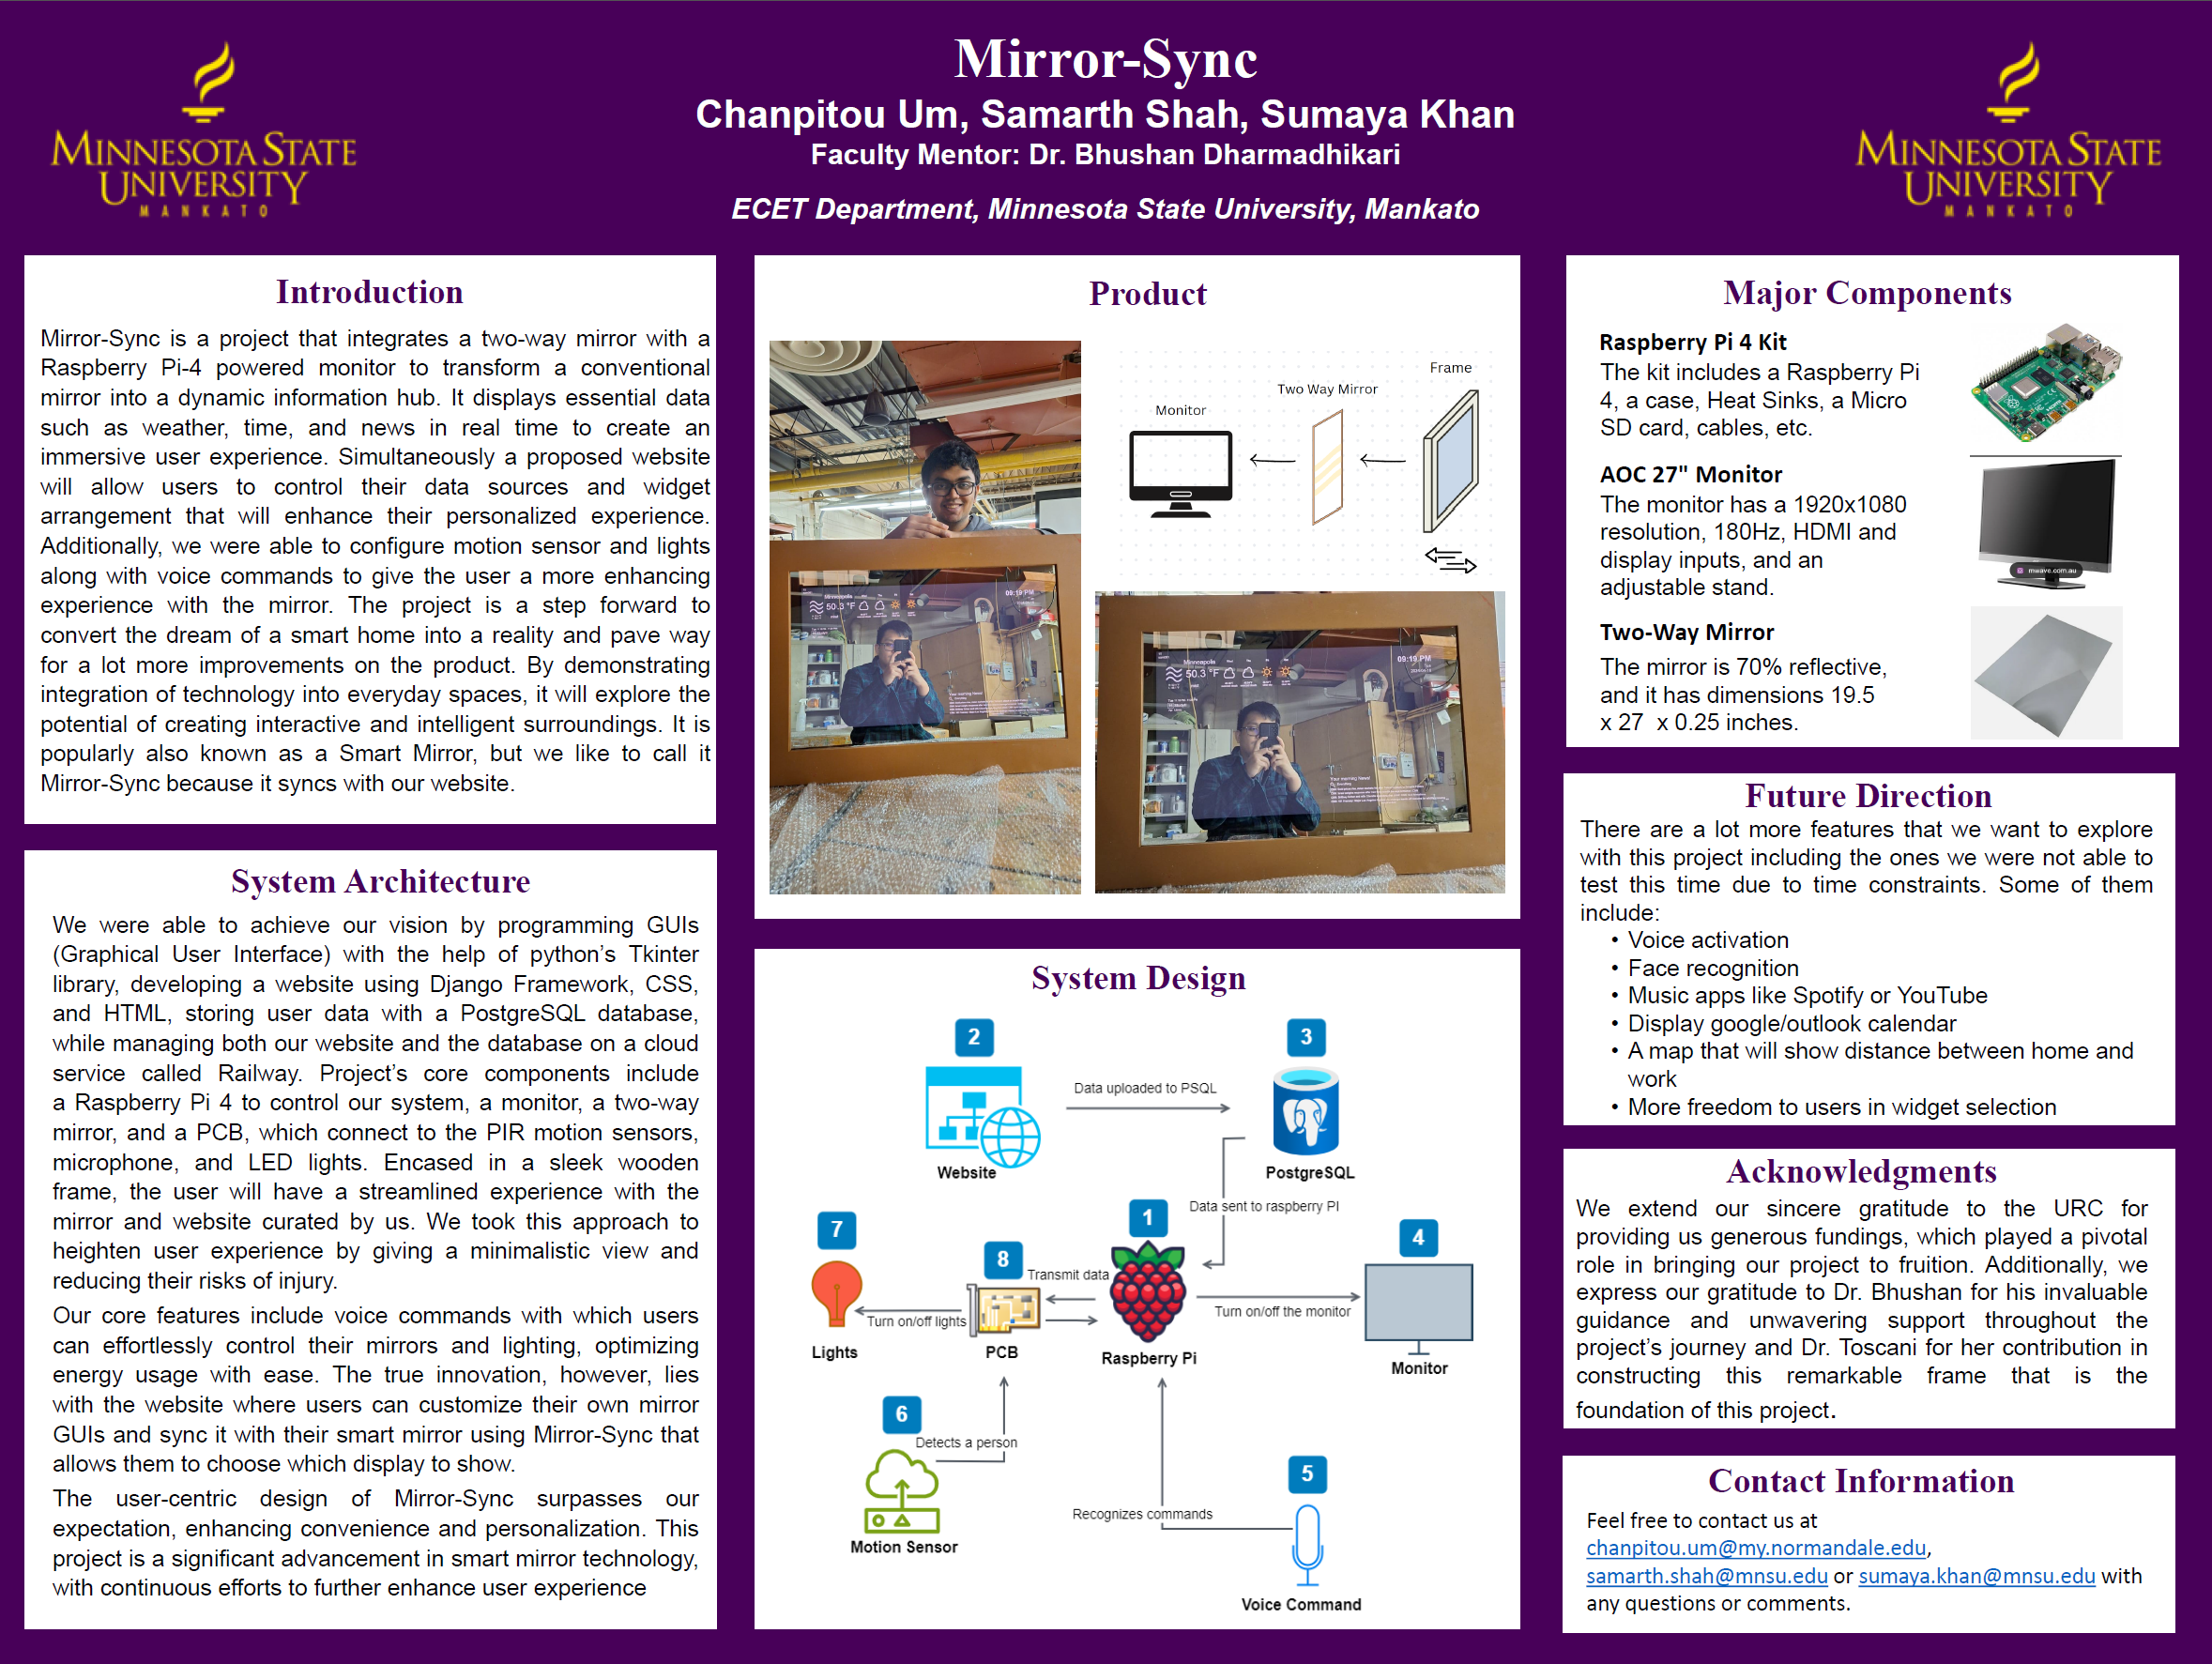 Mirror-Sync
Chanpitou Um, Samarth Shah, Sumaya Khan
Faculty Mentor: Dr. Bhushan Dharmadhikari
ECET Department, Minnesota State University, Mankato
MINNESOTA STATE
UNIVERSITY
MANKATO
MINNESOTA STATE
UNIVERSITY
MANKATO
Introduction
Mirror-Sync is a project that integrates a two-way mirror with a
Raspberry Pi-4 powered monitor to transform a conventional
mirror into a dynamic information hub. It displays essential data
such as weather, time, and news in real time to create an
immersive user experience. Simultaneously a proposed website
will allow users to control their data sources and widget
arrangement that will enhance their personalized experience.
Additionally, we were able to configure motion sensor and lights
along with voice commands to give the user a more enhancing
experience with the mirror. The project is a step forward to
convert the dream of a smart home into a reality and pave way
for a lot more improvements on the product. By demonstrating
integration of technology into everyday spaces, it will explore the
potential of creating interactive and intelligent surroundings. It is
popularly also known as a Smart Mirror, but we like to call it
Mirror-Sync because it syncs with our website.
System Architecture
We were able to achieve our vision by programming GUIs
(Graphical User Interface) with the help of python's Tkinter
library, developing a website using Django Framework, CSS,
and HTML, storing user data with a PostgreSQL database,
while managing both our website and the database on a cloud
service called Railway. Project's core components include
a Raspberry Pi 4 to control our system, a monitor, a two-way
mirror, and a PCB, which connect to the PIR motion sensors,
microphone, and LED lights. Encased in a sleek wooden
frame, the user will have a streamlined experience with the
mirror and website curated by us. We took this approach to
heighten user experience by giving a minimalistic view and
reducing their risks of injury.
Our core features include voice commands with which users
can effortlessly control their mirrors and lighting, optimizing
energy usage with ease. The true innovation, however, lies
with the website where users can customize their own mirror
GUIs and sync it with their smart mirror using Mirror-Sync that
allows them to choose which display to show.
The user-centric design of Mirror-Sync surpasses our
expectation, enhancing convenience and personalization. This
project is a significant advancement in smart mirror technology,
with continuous efforts to further enhance user experience
Product
Frame
Two Way Mirror
Monitor
Minneapolis
50.3 °F
09:19 PM
Minneapolis
50.3 °F
09:19 PM
Your morning News!
System Design
2
3
Data uploaded to PSQL
Website
PostgreSQL
Data sent to raspberry PI
1
7
4
8
Transmit data
Turn on/off lights
Turn on/off the monitor
Lights
PCB
Raspberry Pi
Monitor
6
Detects a person
5
Recognizes commands
Motion Sensor
Voice Command
Major Components
Raspberry Pi 4 Kit
The kit includes a Raspberry Pi
4, a case, Heat Sinks, a Micro
SD card, cables, etc.
AOC 27" Monitor
The monitor has a 1920x1080
resolution, 180Hz, HDMI and
display inputs, and an
adjustable stand.
mwave.com.au
Two-Way Mirror
The mirror is 70% reflective,
and it has dimensions 19.5
x 27 x 0.25 inches.
Future Direction
There are a lot more features that we want to explore
with this project including the ones we were not able to
test this time due to time constraints. Some of them
include:
• Voice activation
• Face recognition
• Music apps like Spotify or YouTube
• Display google/outlook calendar
• A map that will show distance between home and
work
• More freedom to users in widget selection
Acknowledgments
We extend our sincere gratitude to the URC for
providing us generous fundings, which played a pivotal
role in bringing our project to fruition. Additionally, we
express our gratitude to Dr. Bhushan for his invaluable
guidance and unwavering support throughout the
project's journey and Dr. Toscani for her contribution in
constructing this remarkable frame that is the
foundation of this project.
Contact Information
Feel free to contact us at
chanpitou.um@my.normandale.edu,
samarth.shah@mnsu.edu or sumaya.khan@mnsu.edu with
any questions or comments.